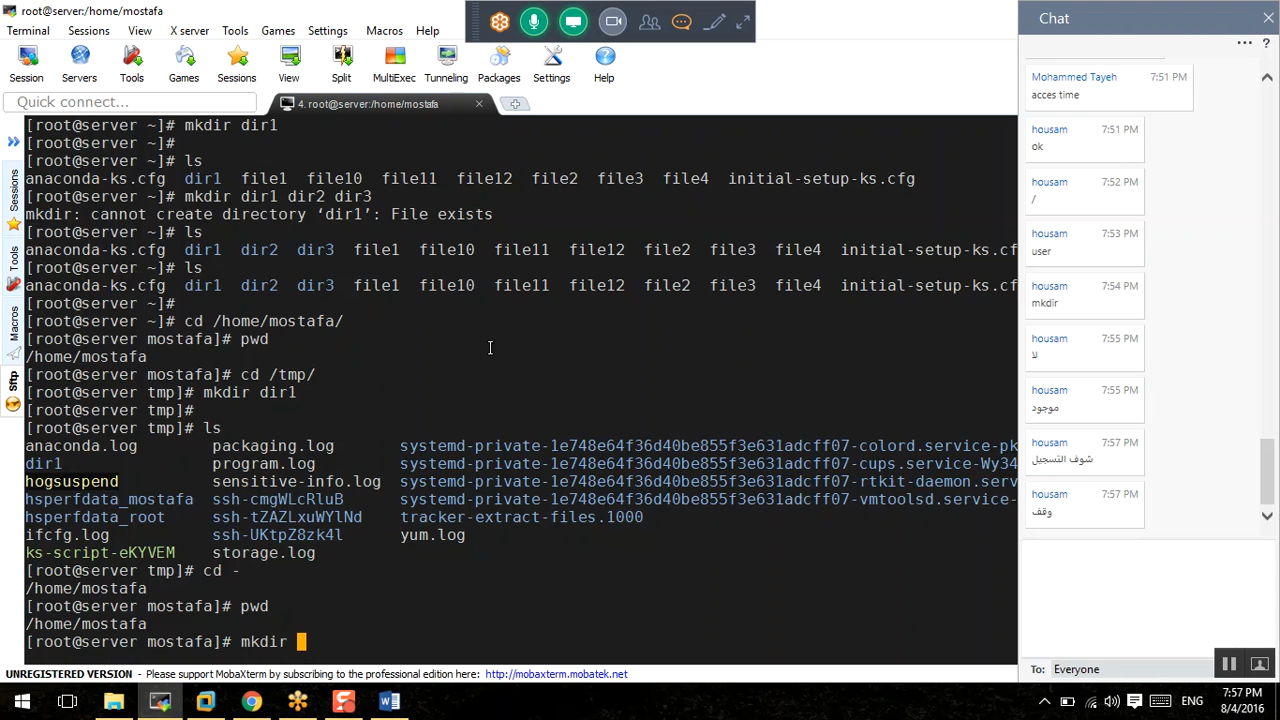 root@server:/home/mostafa
Terminal Sessions View X server Tools Games Settings Macros Help
Session Servers Tools Games Sessions View Split MultiExec Tunneling Packages Settings Help
Quick connect...
4. root@server:/home/mostafa
Sessions
Tools
Macros
Sftp
[root@server ~]# mkdir dir1
[root@server ~]#
[root@server ~]# ls
anaconda-ks.cfg dir1 file1 file10 file11 file12 file2 file3 file4 initial-setup-ks.cfg
[root@server ~]# mkdir dir1 dir2 dir3
mkdir: cannot create directory ‘dir1’: File exists
[root@server ~]# ls
anaconda-ks.cfg dir1 dir2 dir3 file1 file10 file11 file12 file2 file3 file4 initial-setup-ks.cf
[root@server ~]# ls
anaconda-ks.cfg dir1 dir2 dir3 file1 file10 file11 file12 file2 file3 file4 initial-setup-ks.cf
[root@server ~]#
[root@server ~]# cd /home/mostafa/
[root@server mostafa]# pwd
/home/mostafa
[root@server mostafa]# cd /tmp/
[root@server tmp]# mkdir dir1
[root@server tmp]#
[root@server tmp]# ls
anaconda.log packaging.log systemd-private-1e748e64f36d40be855f3e631adcff07-colord.service-pk
dir1 program.log systemd-private-1e748e64f36d40be855f3e631adcff07-cups.service-Wy34
hogsuspend sensitive-info.log systemd-private-1e748e64f36d40be855f3e631adcff07-rtkit-daemon.serv
hsperfdata_mostafa ssh-cmgWLcRluB systemd-private-1e748e64f36d40be855f3e631adcff07-vmtoolsd.service-
hsperfdata_root ssh-tZAZLxuWYlNd tracker-extract-files.1000
ifcfg.log ssh-UKtpZ8zk4l yum.log
ks-script-eKYVEM storage.log
[root@server tmp]# cd -
/home/mostafa
[root@server mostafa]# pwd
/home/mostafa
[root@server mostafa]# mkdir
UNREGISTERED VERSION - Please support MobaXterm by subscribing to the professional edition here: http://mobaxterm.mobatek.net
Chat
Mohammed Tayeh 7:51 PM
acces time
housam 7:51 PM
ok
housam 7:52 PM
/
housam 7:53 PM
user
housam 7:54 PM
mkdir
housam 7:55 PM
لا
housam 7:55 PM
موجود
housam 7:57 PM
شوف التسجيل
housam 7:57 PM
وقف
To: Everyone
ENG
7:57 PM
8/4/2016